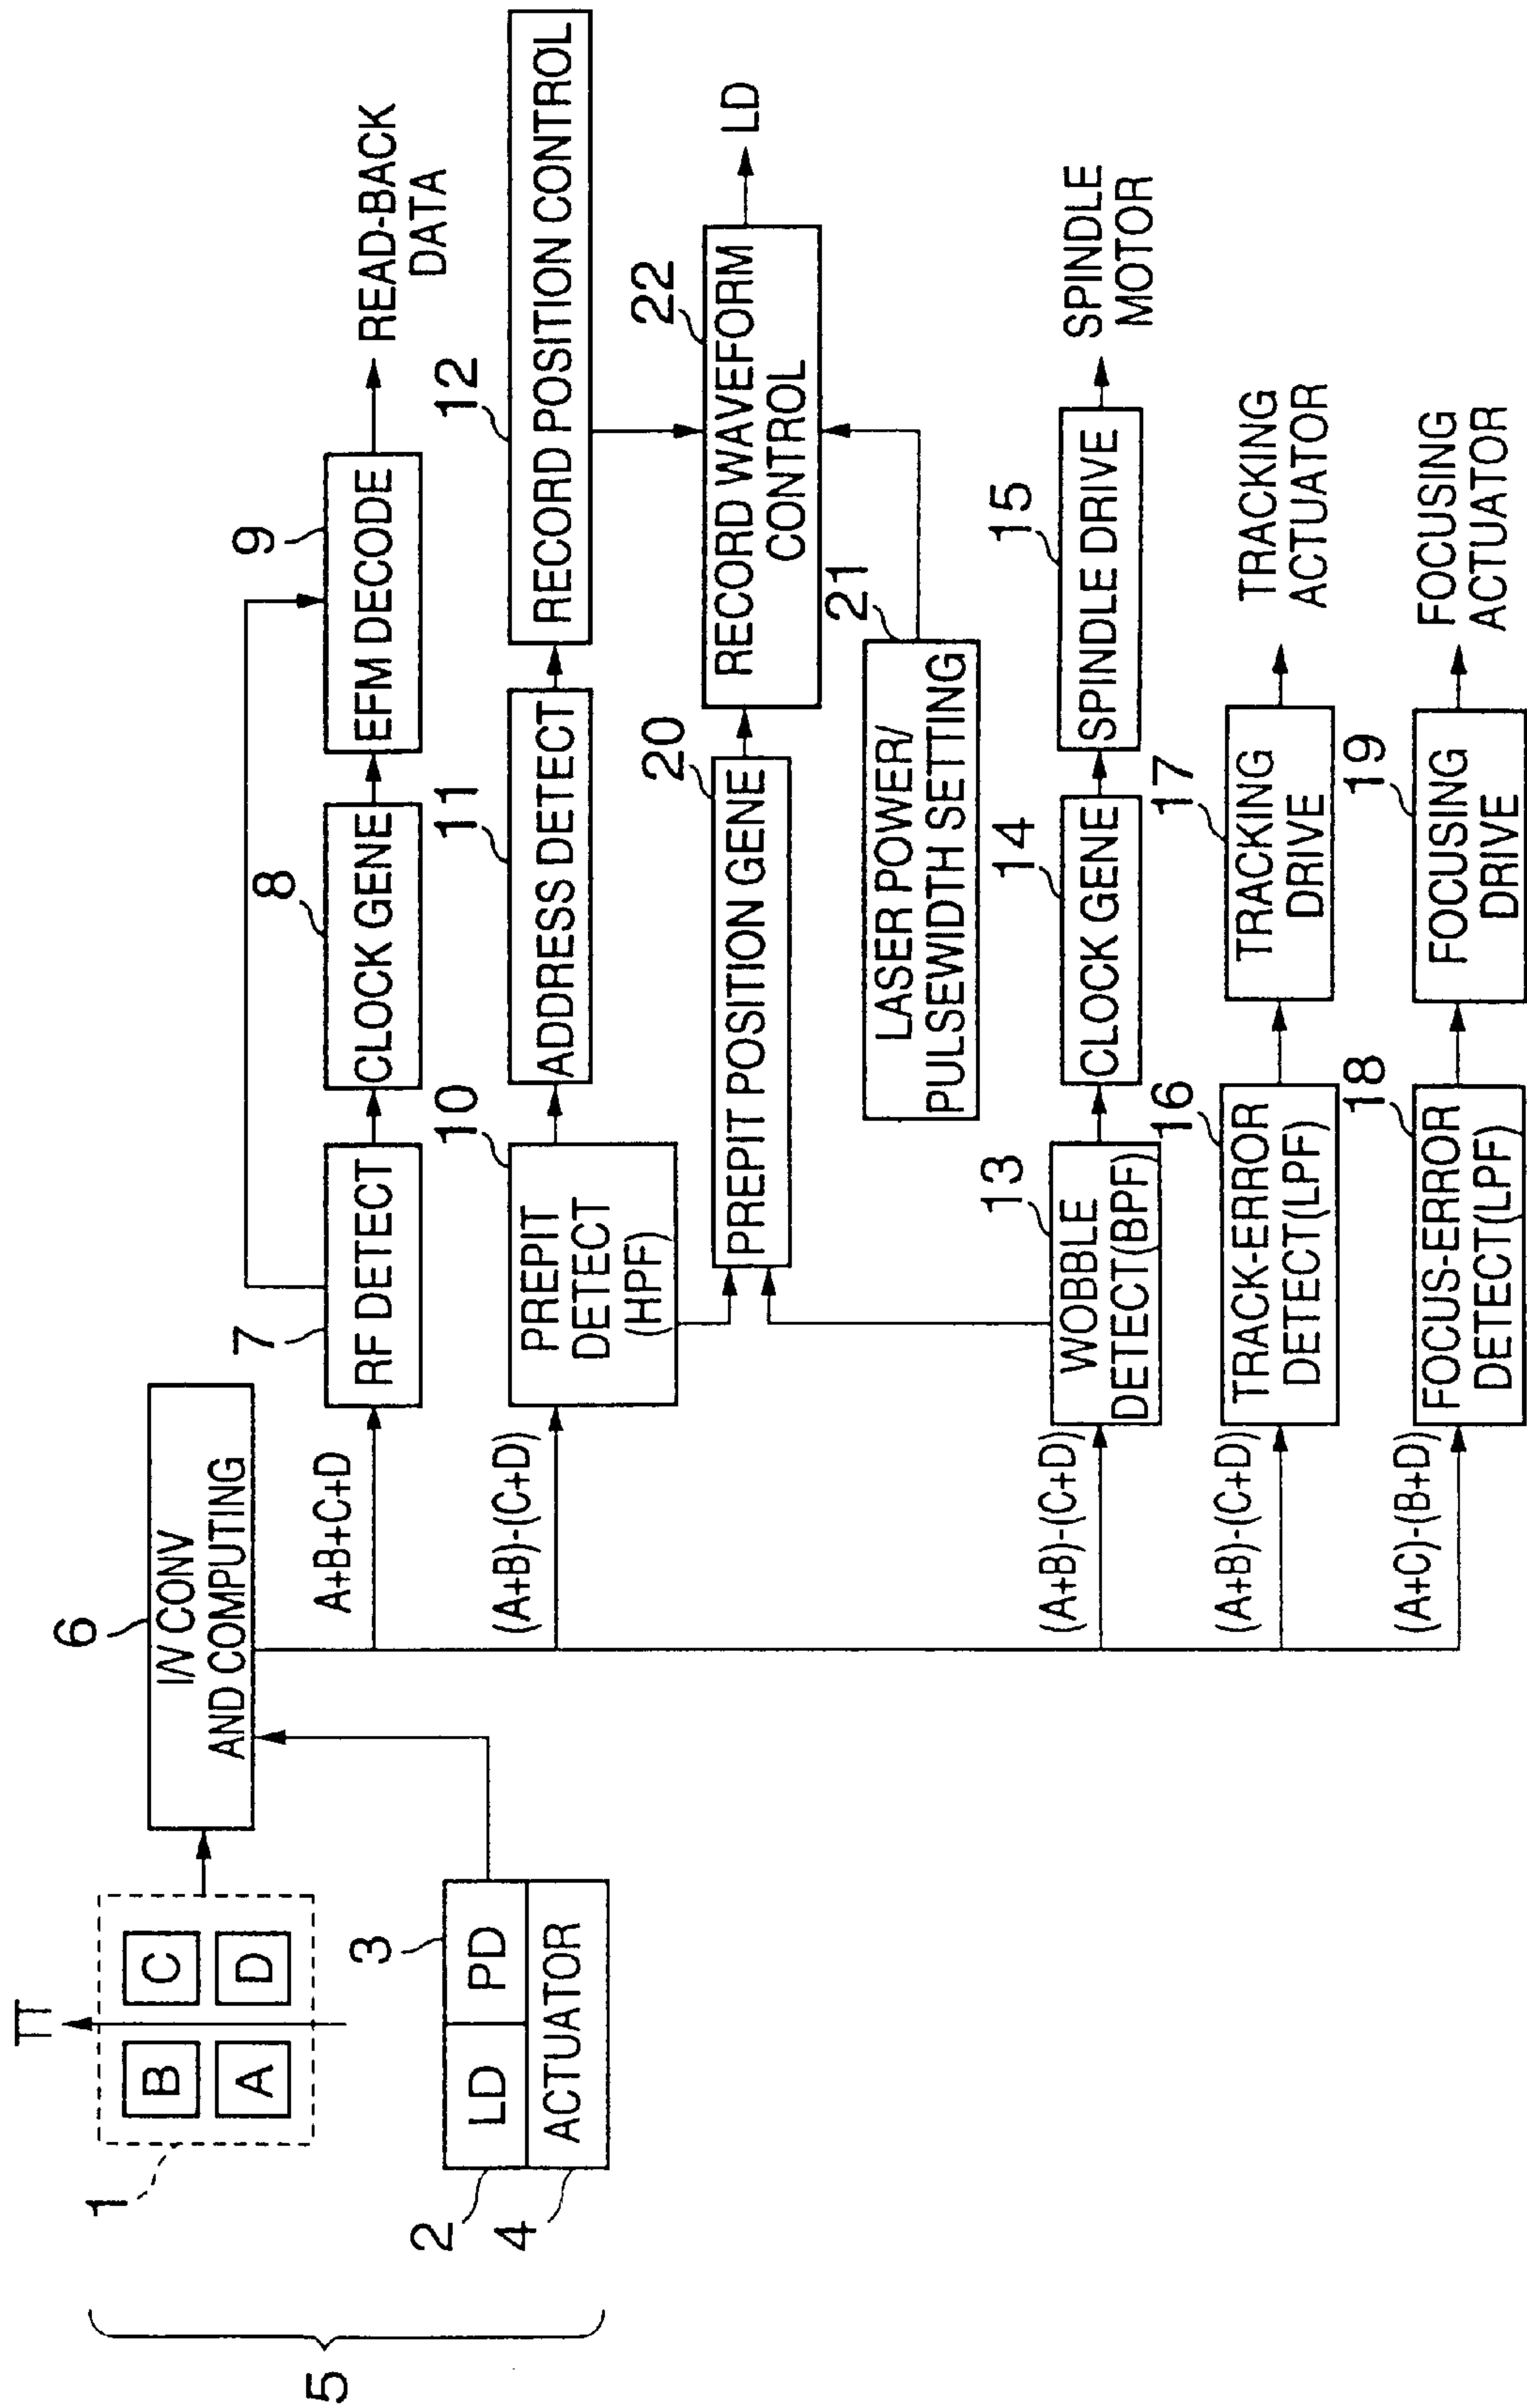 5
1
B
C
A
D
TT
2
LD
3
PD
4
ACTUATOR
6
I/V CONV
AND COMPUTING
A+B+C+D
7
RF DETECT
8
CLOCK GENE
9
EFM DECODE
READ-BACK
DATA
(A+B)-(C+D)
10
PREPIT
DETECT
(HPF)
11
ADDRESS DETECT
12
RECORD POSITION CONTROL
20
PREPIT POSITION GENE
22
RECORD WAVEFORM
CONTROL
LD
21
LASER POWER/
PULSEWIDTH SETTING
(A+B)-(C+D)
13
WOBBLE
DETECT(BPF)
14
CLOCK GENE
15
SPINDLE DRIVE
SPINDLE
MOTOR
(A+B)-(C+D)
16
TRACK-ERROR
DETECT(LPF)
17
TRACKING
DRIVE
TRACKING
ACTUATOR
(A+C)-(B+D)
18
FOCUS-ERROR
DETECT(LPF)
19
FOCUSING
DRIVE
FOCUSING
ACTUATOR